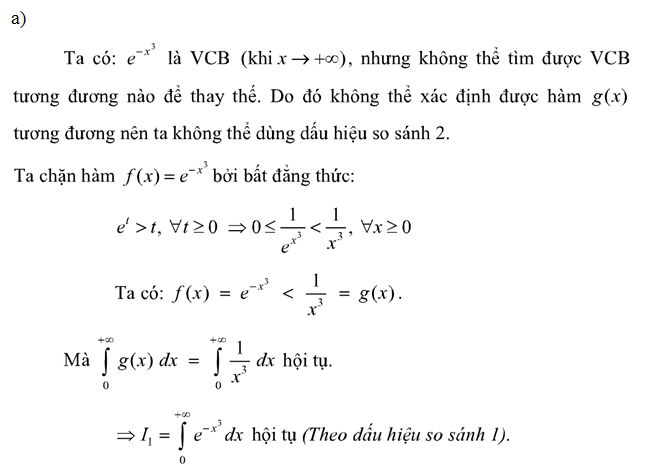 a)
Ta có: $e^{-x^3}$ là VCB (khi $x \to +\infty$), nhưng không thể tìm được VCB
tương đương nào để thay thế. Do đó không thể xác định được hàm $g(x)$
tương đương nên ta không thể dùng dấu hiệu so sánh 2.
Ta chặn hàm $f(x) = e^{-x^3}$ bởi bất đẳng thức:
$e^t > t, \ \forall t \geq 0 \ \Rightarrow 0 \leq \frac{1}{e^{x^3}} < \frac{1}{x^3}, \ \forall x \geq 0$
Ta có: $f(x) = e^{-x^3} < \frac{1}{x^3} = g(x)$.
Mà $\int_0^{+\infty} g(x) \, dx = \int_0^{+\infty} \frac{1}{x^3} \, dx$ hội tụ.
$\Rightarrow I_1 = \int_0^{+\infty} e^{-x^3} dx$ hội tụ (Theo dấu hiệu so sánh 1).